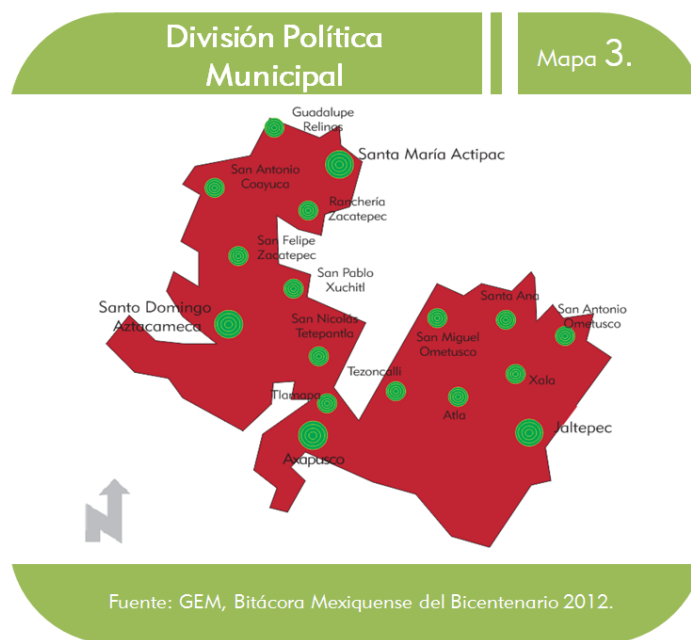 División Política
Municipal
Mapa 3.
Guadalupe
Relinas
Santa María Actipac
San Antonio
Coayuca
Ranchería
Zacatepec
San Felipe
Zacatepec
San Pablo
Xuchitl
Santo Domingo
Aztacameca
San Nicolás
Tetepantla
Santa Ana
San Antonio
Ometusco
San Miguel
Ometusco
Tezoncalli
Xala
Tlamapa
Atla
Jaltepec
Axapusco
N
Fuente: GEM, Bitácora Mexiquense del Bicentenario 2012.